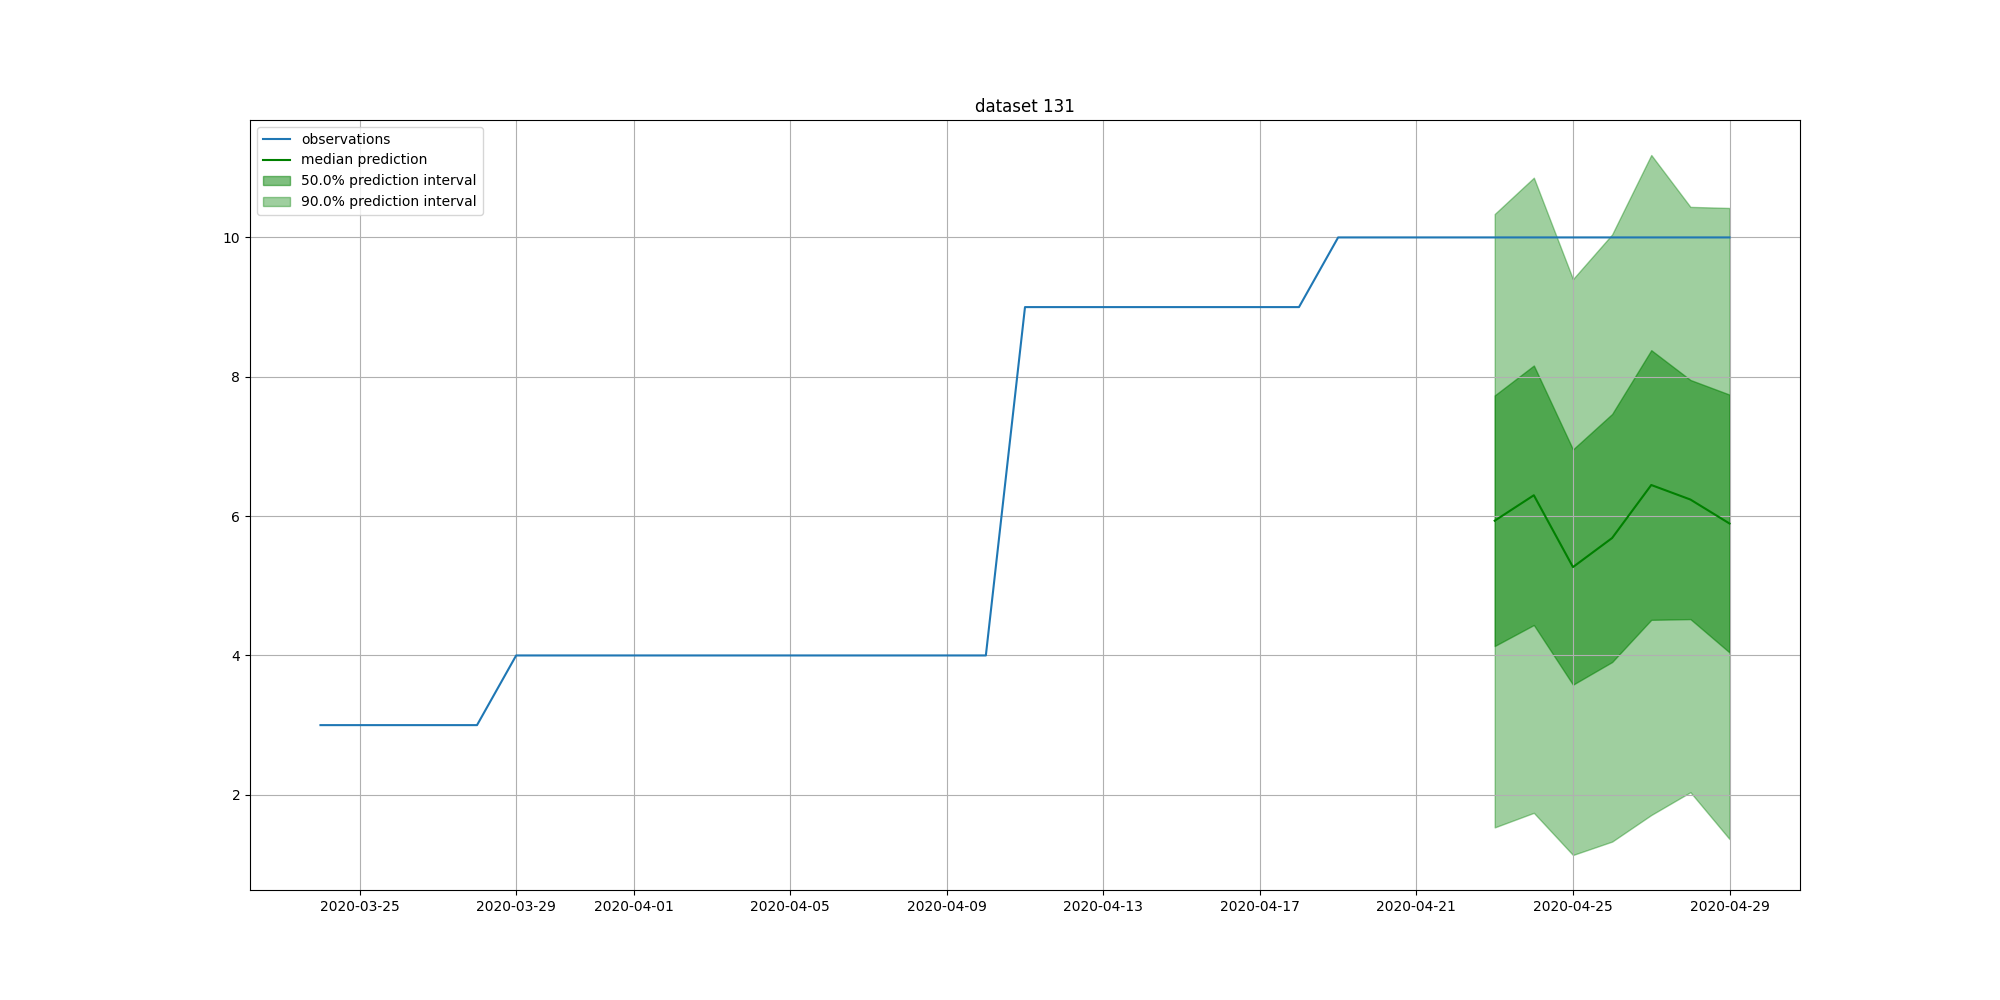 dataset 131
observations
median prediction
50.0% prediction interval
90.0% prediction interval
10
8
6
4
2
2020-03-25 2020-03-29 2020-04-01 2020-04-05 2020-04-09 2020-04-13 2020-04-17 2020-04-21 2020-04-25 2020-04-29